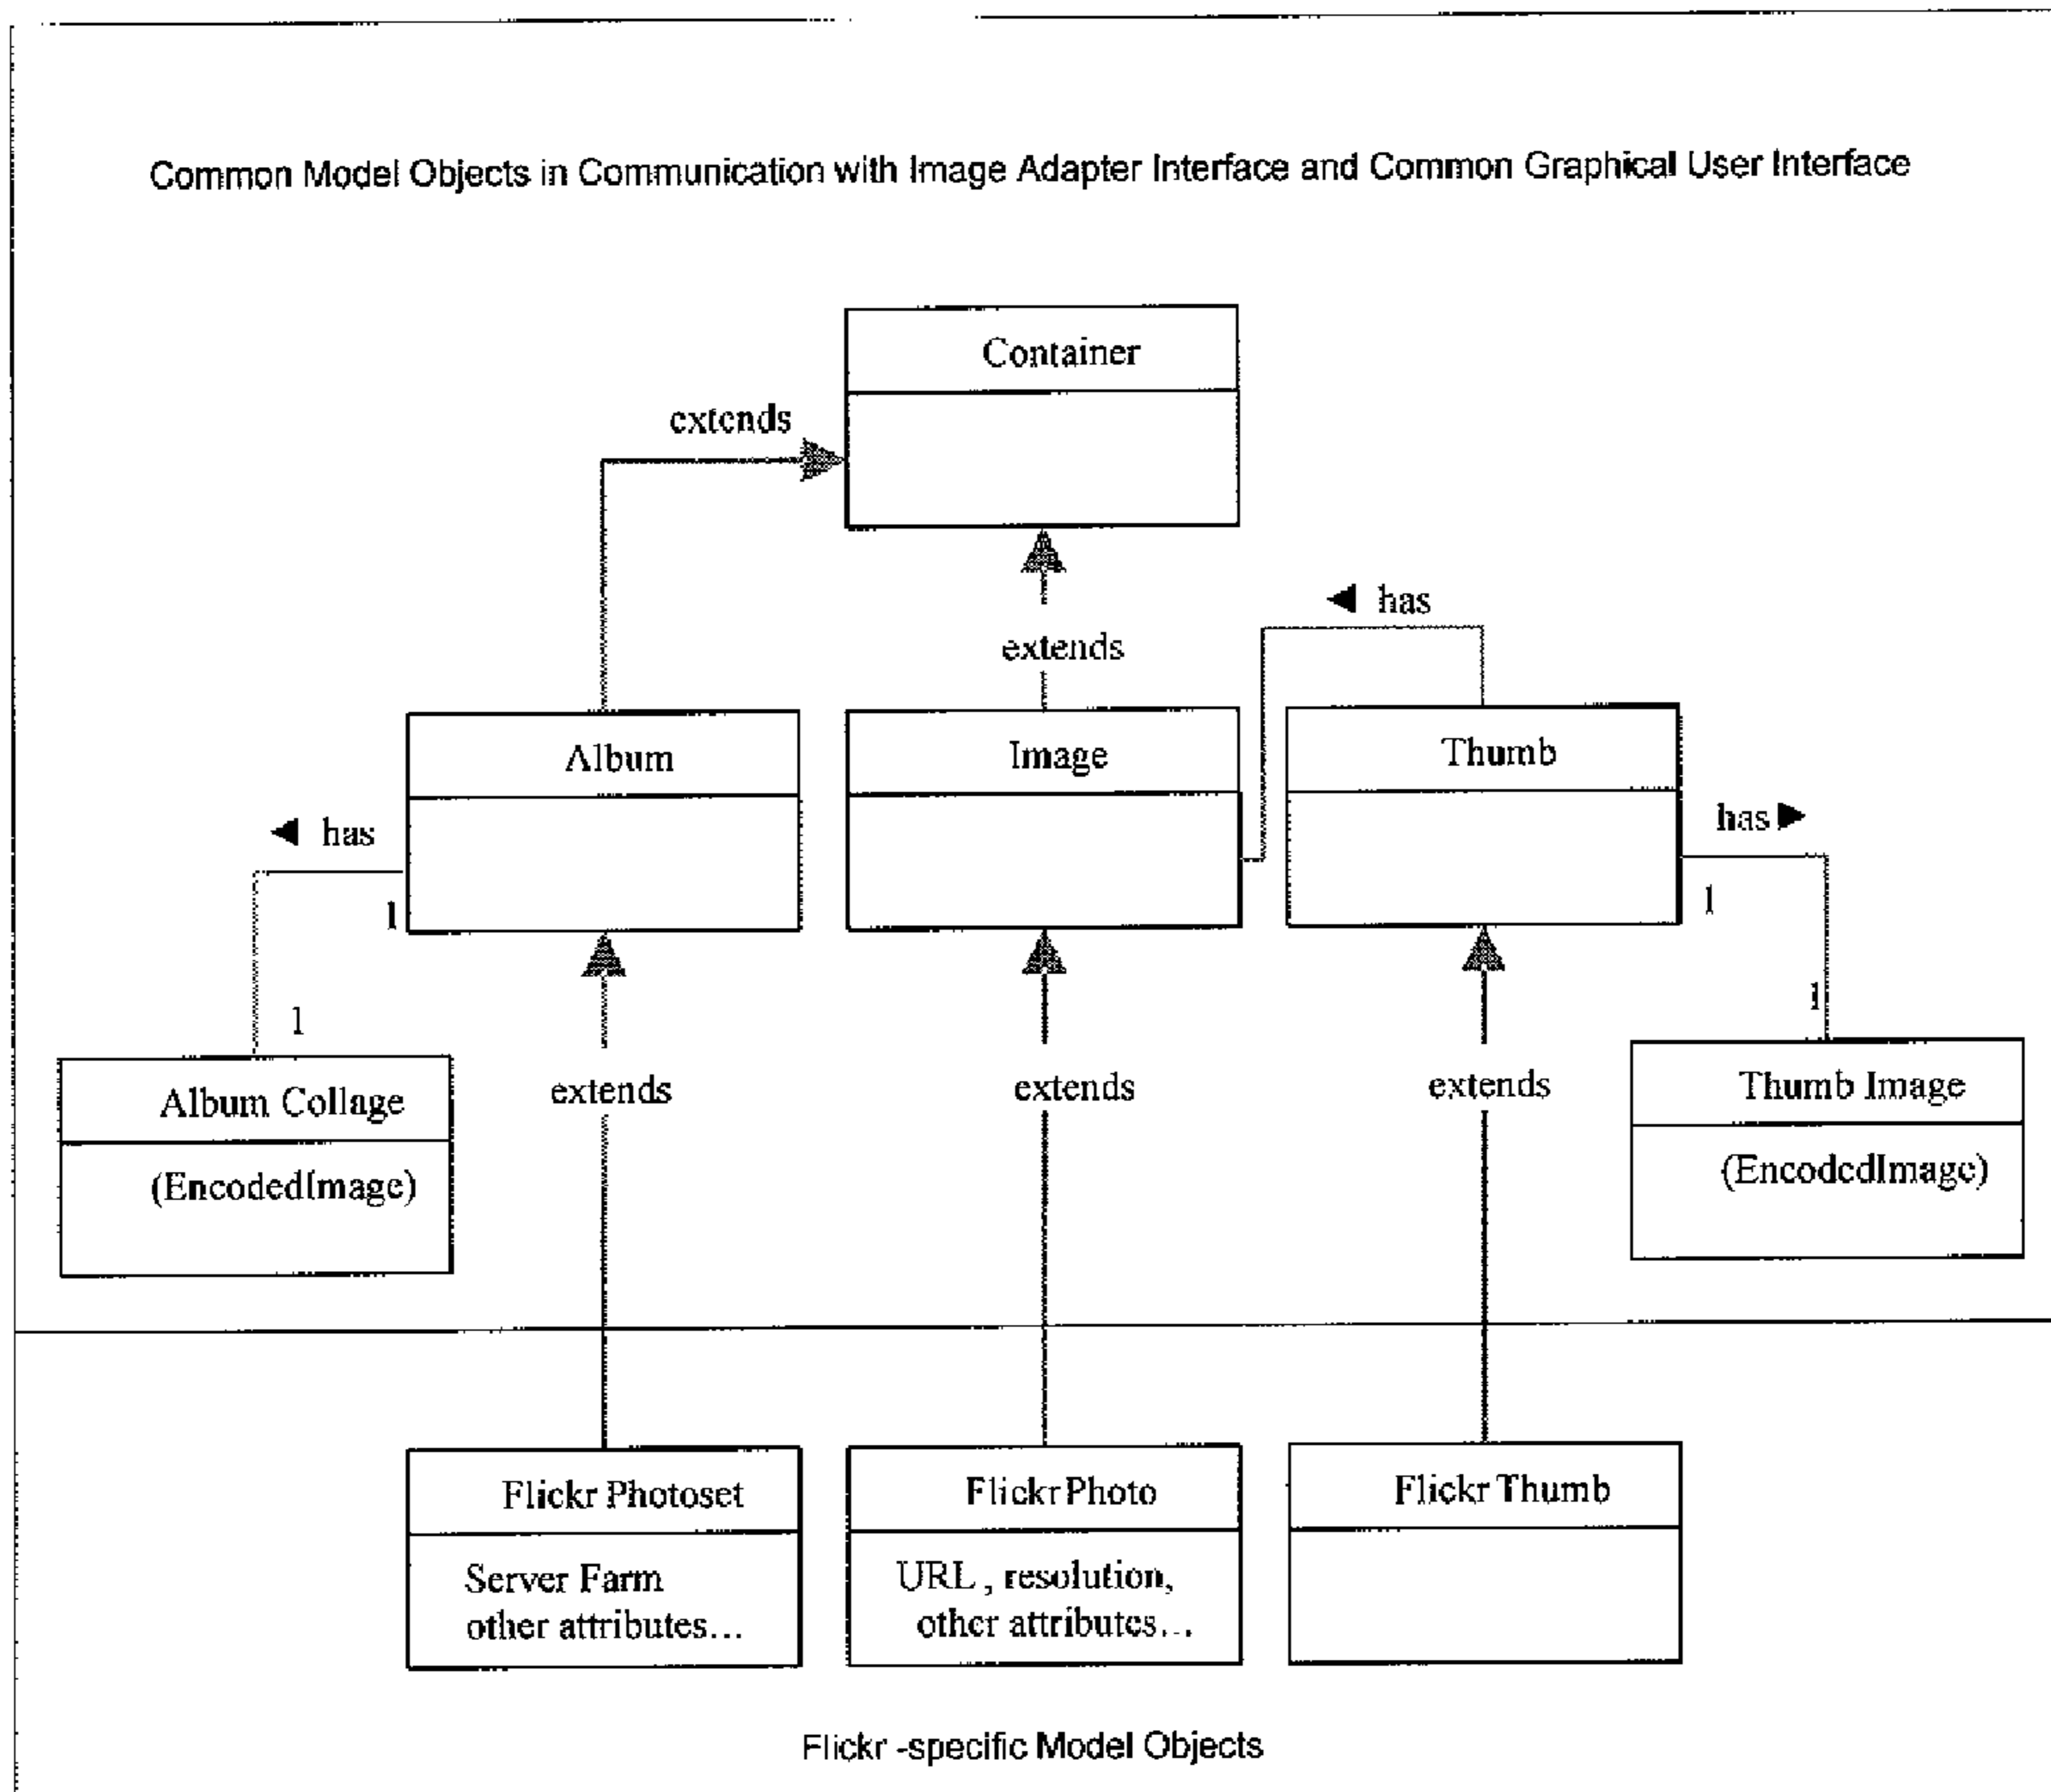 Common Model Objects in Communication with Image Adapter Interface and Common Graphical User Interface
Container
extends
◄ has
extends
Album
Image
Thumb
◄ has
has ►
1
1
1
1
extends
extends
extends
Album Collage
(EncodedImage)
Thumb Image
(EncodedImage)
Flickr Photoset
Server Farm
other attributes...
Flickr Photo
URL, resolution,
other attributes...
Flickr Thumb
Flickr -specific Model Objects